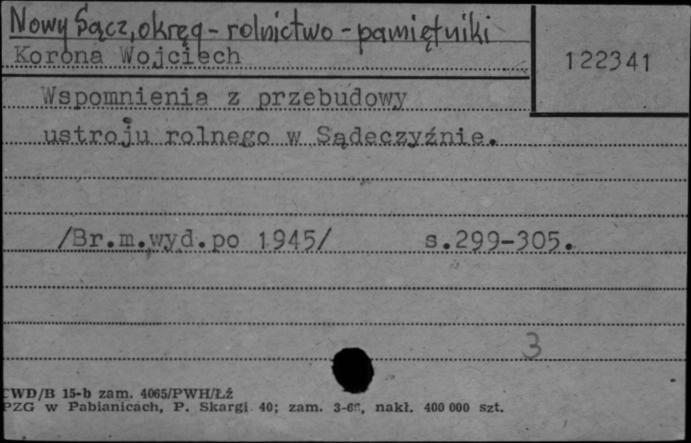 Nowy Sącz, okręg - rolnictwo - pamiętniki
Korona Wojciech
122341
Wspomnienia z przebudowy
ustroju rolnego w Sądeczyźnie.
/Br.m.wyd.po 1945/ s.299-305.
3
CWD/B 15-b zam. 4065/PWH/ŁŻ
PZG w Pabianicach, P. Skargi 40; zam. nakł. 400 000 szt.